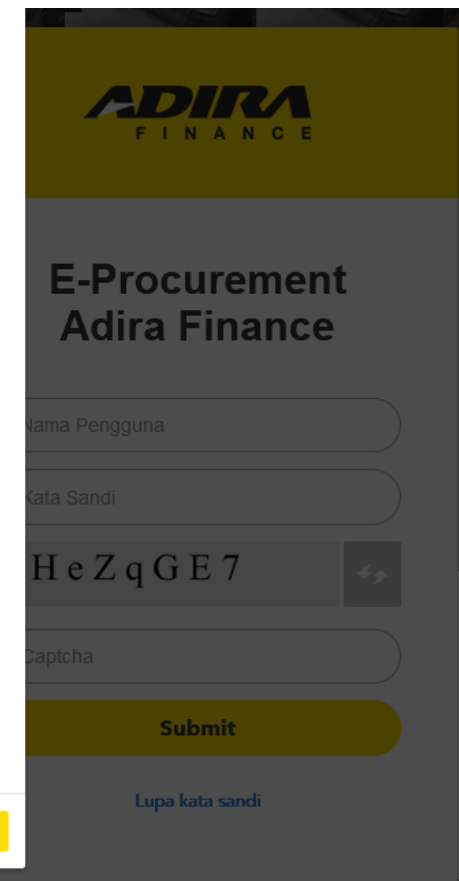 ADIRA
FINANCE
E-Procurement
Adira Finance
Nama Pengguna
Kata Sandi
HeZqGE7
Captcha
Submit
Lupa kata sandi